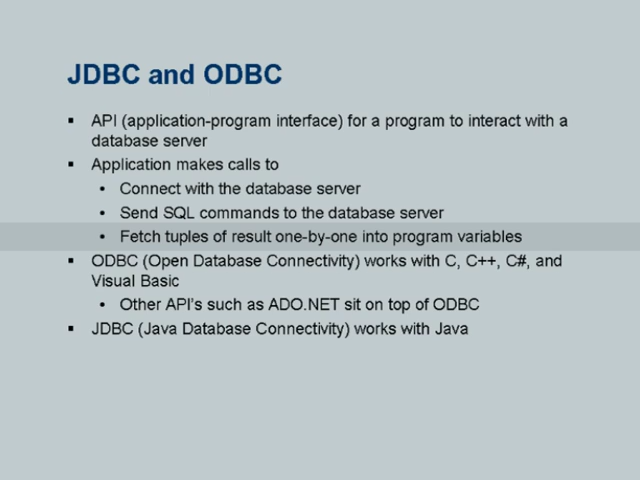 JDBC and ODBC
▪ API (application-program interface) for a program to interact with a
database server
▪ Application makes calls to
• Connect with the database server
• Send SQL commands to the database server
• Fetch tuples of result one-by-one into program variables
▪ ODBC (Open Database Connectivity) works with C, C++, C#, and
Visual Basic
• Other API's such as ADO.NET sit on top of ODBC
▪ JDBC (Java Database Connectivity) works with Java